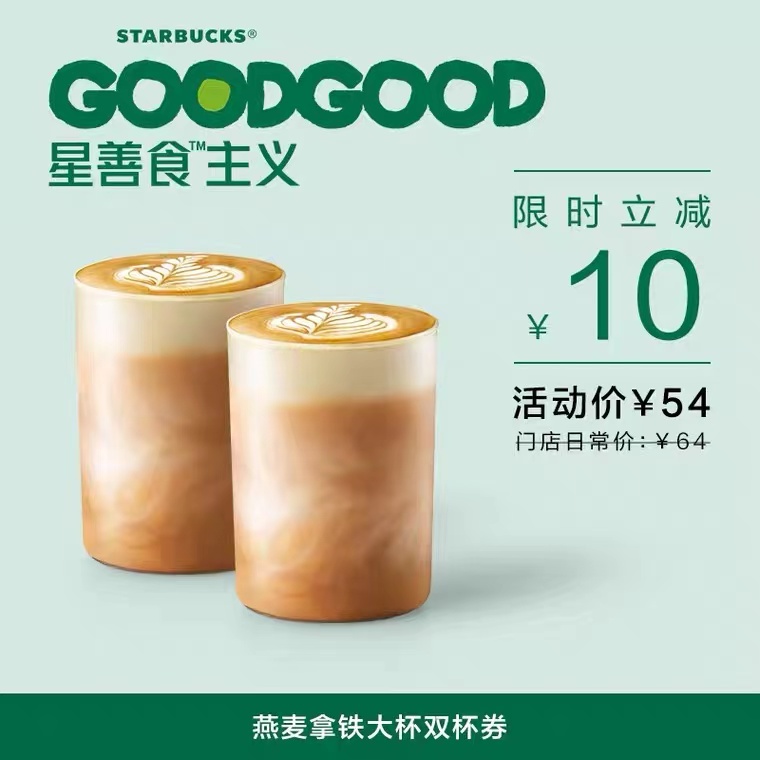 STARBUCKS®
GOODGOOD
星善食™主义
限时立减
¥10
活动价¥54
门店日常价:¥64
燕麦拿铁大杯双杯券